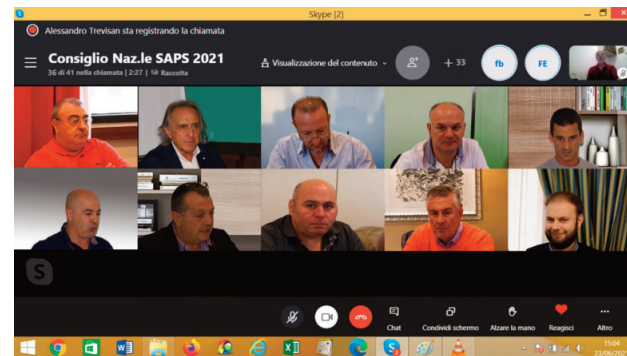 Skype [2]
Alessandro Trevisan sta registrando la chiamata
Consiglio Naz.le SAPS 2021
36 di 41 nella chiamata | 2:27 | Raccolta
Visualizzazione del contenuto
+ 33
fb
FE
S
Chat
Condividi schermo
Alzare la mano
Reagisci
Altro
15:04
23/06/202